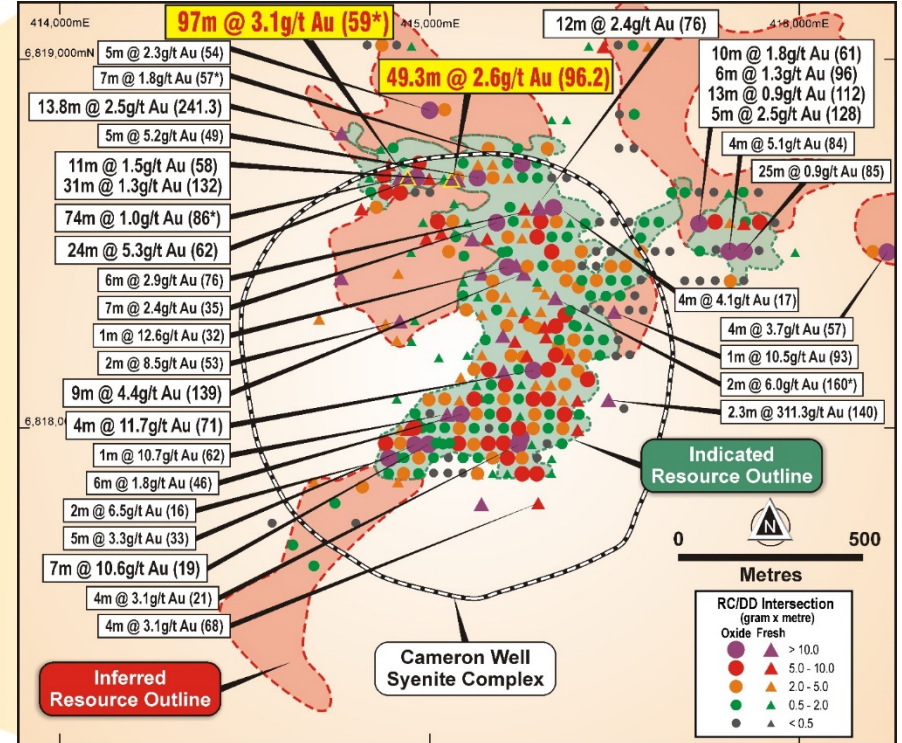 414,000mE
415,000mE
416,000mE
6,819,000mN
97m @ 3.1g/t Au (59*)
12m @ 2.4g/t Au (76)
5m @ 2.3g/t Au (54)
7m @ 1.8g/t Au (57*)
49.3m @ 2.6g/t Au (96.2)
13.8m @ 2.5g/t Au (241.3)
5m @ 5.2g/t Au (49)
11m @ 1.5g/t Au (58)
31m @ 1.3g/t Au (132)
74m @ 1.0g/t Au (86*)
24m @ 5.3g/t Au (62)
6m @ 2.9g/t Au (76)
7m @ 2.4g/t Au (35)
1m @ 12.6g/t Au (32)
2m @ 8.5g/t Au (53)
9m @ 4.4g/t Au (139)
4m @ 11.7g/t Au (71)
6,818,00
1m @ 10.7g/t Au (62)
6m @ 1.8g/t Au (46)
2m @ 6.5g/t Au (16)
5m @ 3.3g/t Au (33)
7m @ 10.6g/t Au (19)
4m @ 3.1g/t Au (21)
4m @ 3.1g/t Au (68)
10m @ 1.8g/t Au (61)
6m @ 1.3g/t Au (96)
13m @ 0.9g/t Au (112)
5m @ 2.5g/t Au (128)
4m @ 5.1g/t Au (84)
25m @ 0.9g/t Au (85)
4m @ 4.1g/t Au (17)
4m @ 3.7g/t Au (57)
1m @ 10.5g/t Au (93)
2m @ 6.0g/t Au (160*)
2.3m @ 311.3g/t Au (140)
Indicated
Resource Outline
N
0 500
Metres
RC/DD Intersection
(gram x metre)
Oxide Fresh
> 10.0
5.0 - 10.0
2.0 - 5.0
0.5 - 2.0
< 0.5
Cameron Well
Syenite Complex
Inferred
Resource Outline